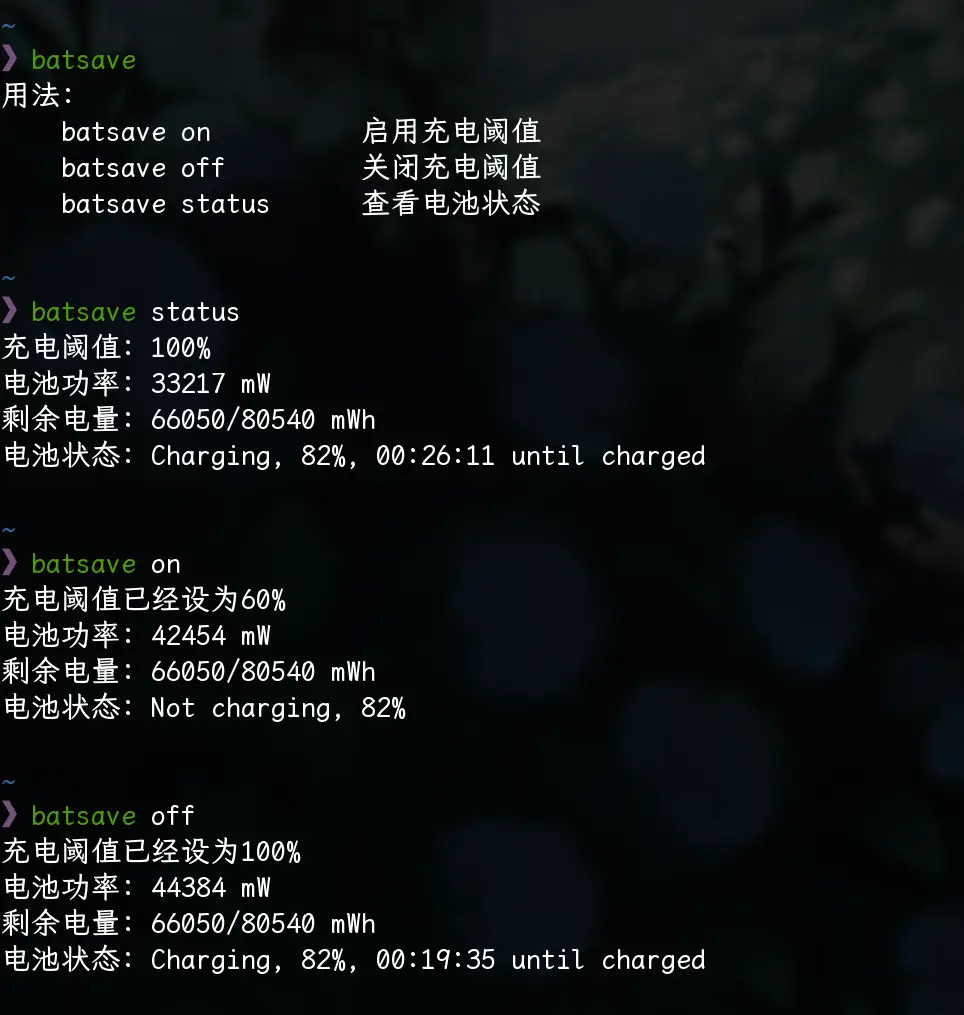 ~
❯ batsave
用法:
batsave on 启用充电阈值
batsave off 关闭充电阈值
batsave status 查看电池状态
~
❯ batsave status
充电阈值: 100%
电池功率: 33217 mW
剩余电量: 66050/80540 mWh
电池状态: Charging, 82%, 00:26:11 until charged
~
❯ batsave on
充电阈值已经设为60%
电池功率: 42454 mW
剩余电量: 66050/80540 mWh
电池状态: Not charging, 82%
~
❯ batsave off
充电阈值已经设为100%
电池功率: 44384 mW
剩余电量: 66050/80540 mWh
电池状态: Charging, 82%, 00:19:35 until charged